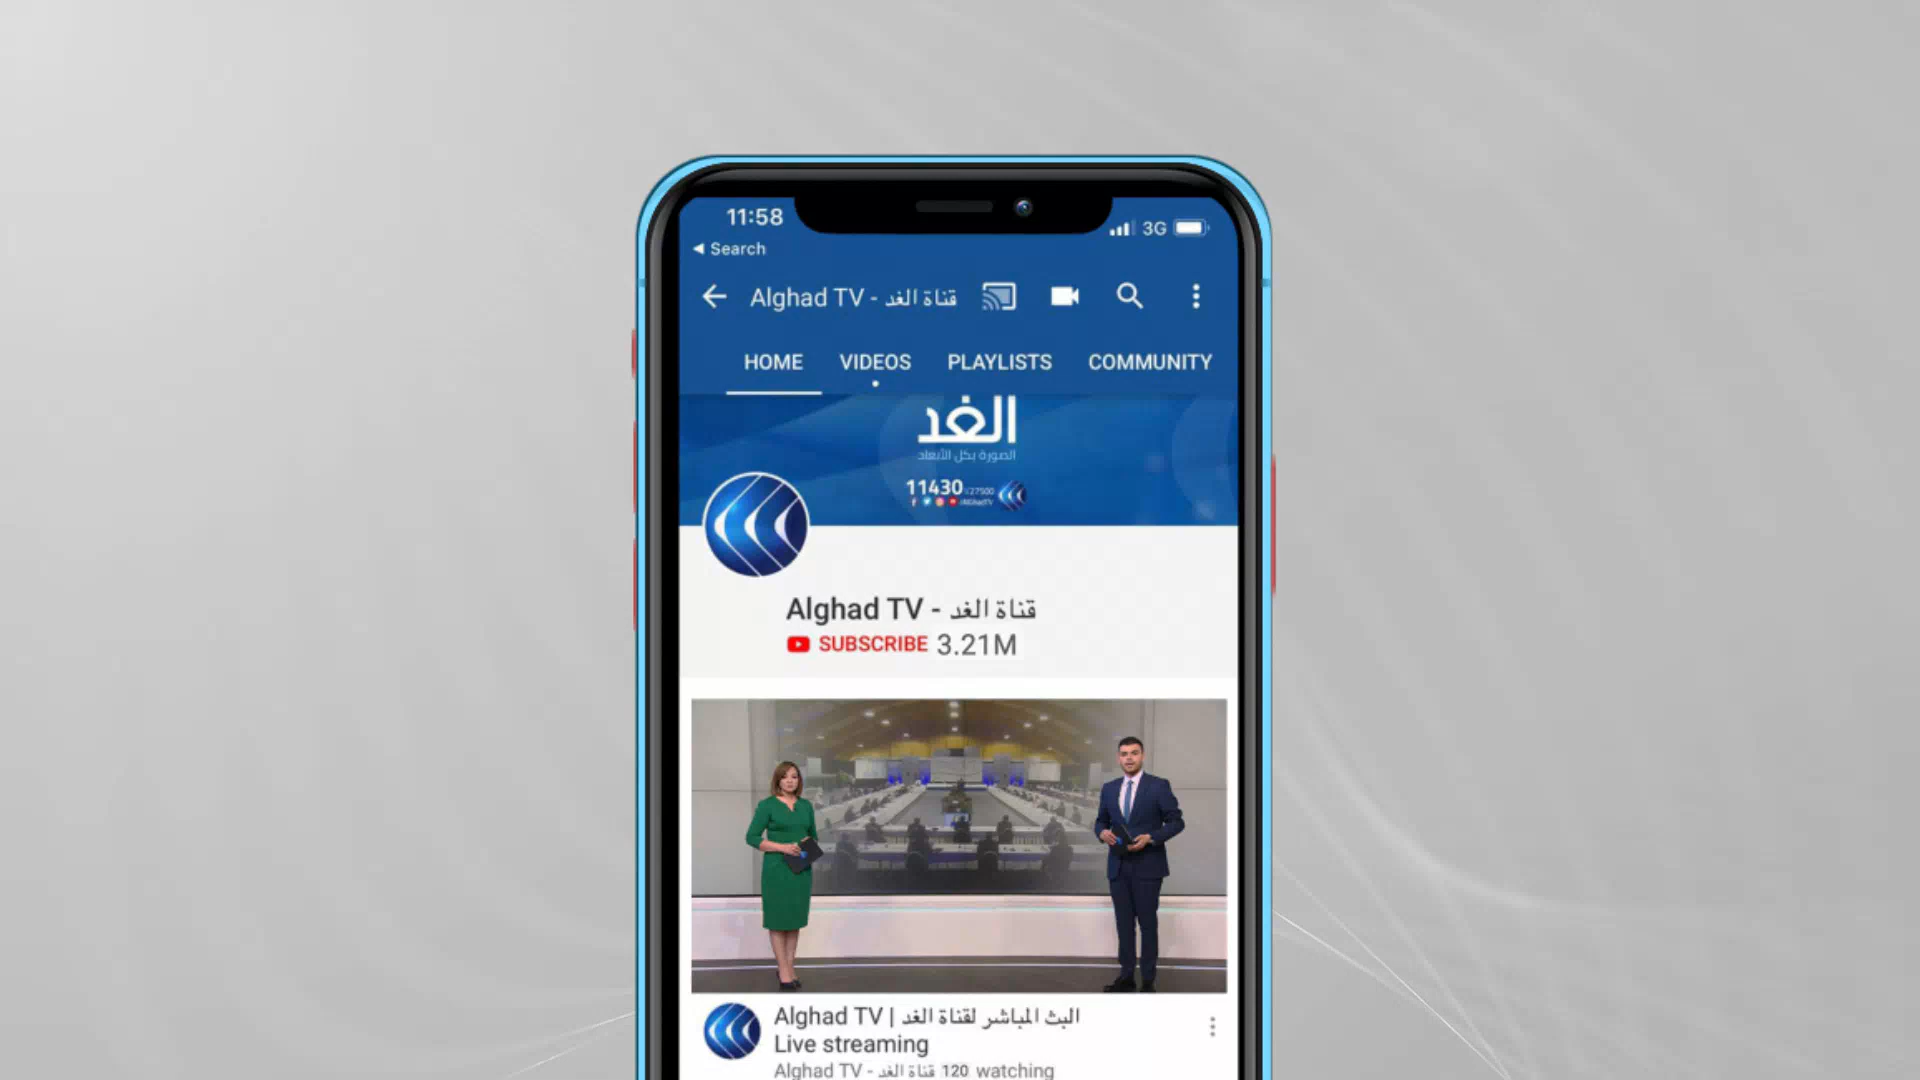 11:58
3G
Search
Alghad TV - قناة الغد
HOME VIDEOS PLAYLISTS COMMUNITY
الغد
الصورة بكل الأبعاد
11430 27500
Alghad TV - قناة الغد
SUBSCRIBE 3.21M
Alghad TV | البث المباشر لقناة الغد
Live streaming
Alghad TV - قناة الغد 120 watching